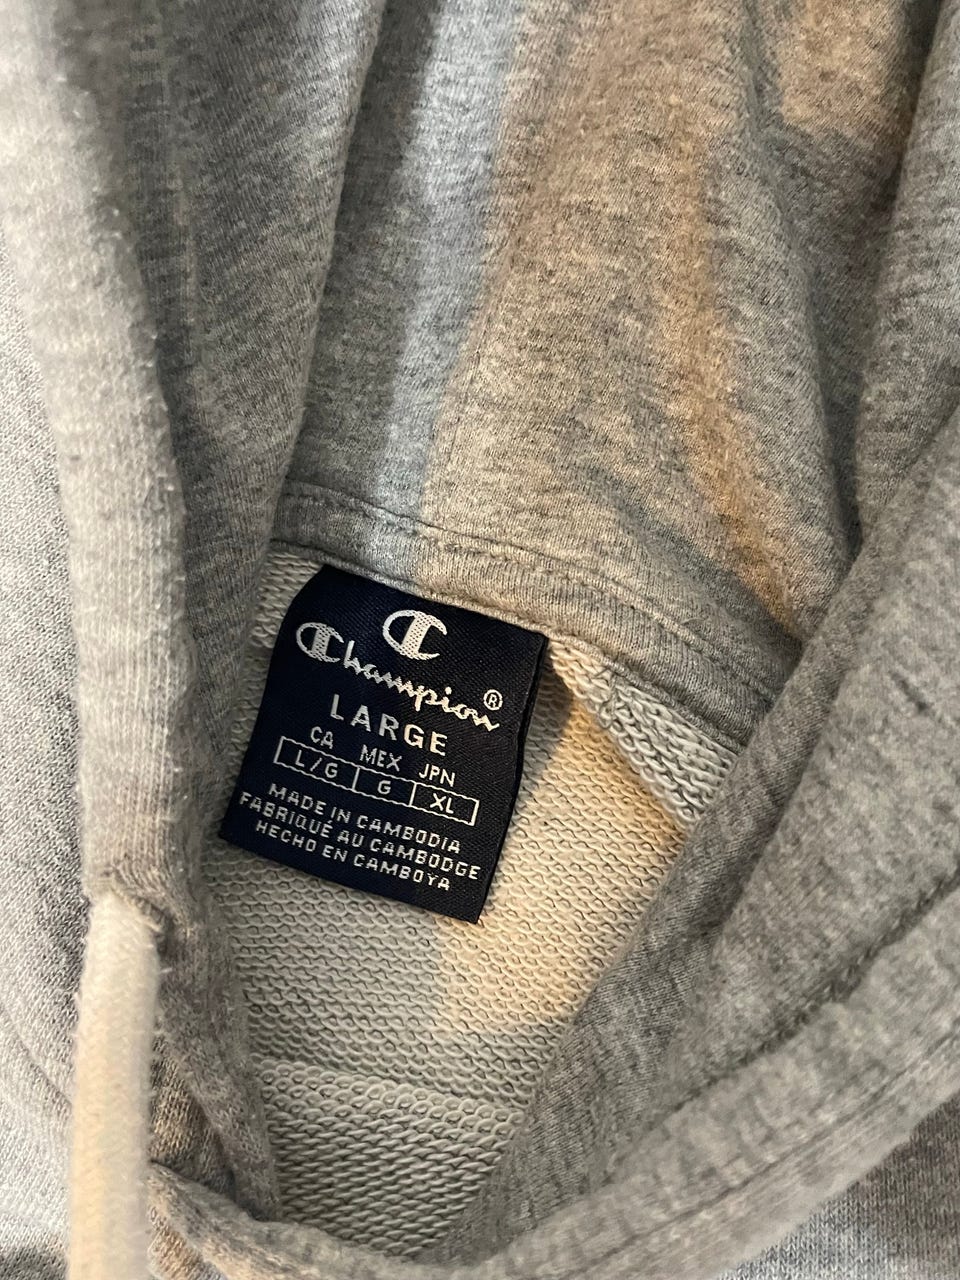 Champion®
LARGE
CA MEX JPN
L/G G XL
MADE IN CAMBODIA
FABRIQUÉ AU CAMBODGE
HECHO EN CAMBOYA